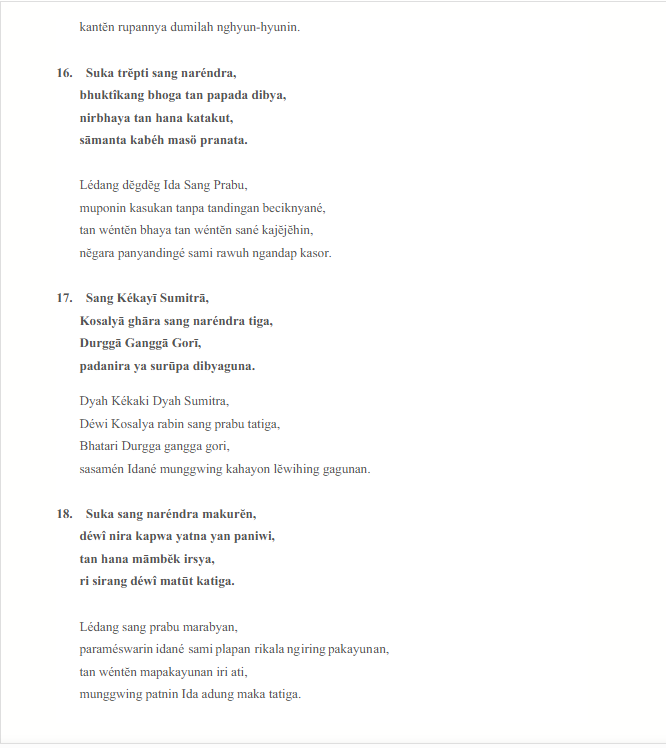 kantĕn rupannya dumilah nghyun-hyunin.
16. Suka trĕpti sang naréndra,
bhuktîkang bhoga tan papada dibya,
nirbhaya tan hana katakut,
sāmanta kabéh masö pranata.
Lédang dĕgdĕg Ida Sang Prabu,
muponin kasukan tanpa tandingan beciknyané,
tan wéntĕn bhaya tan wéntĕn sané kajĕjĕhin,
nĕgara panyandingé sami rawuh ngandap kasor.
17. Sang Kékayī Sumitrā,
Kosalyā ghāra sang naréndra tiga,
Durggā Ganggā Gorī,
padanira ya surūpa dibyaguna.
Dyah Kékaki Dyah Sumitra,
Déwi Kosalya rabin sang prabu tatiga,
Bhatari Durgga gangga gori,
sasamén Idané munggwing kahayon lĕwihing gagunan.
18. Suka sang naréndra makurĕn,
déwî nira kapwa yatna yan paniwi,
tan hana māmbĕk irsya,
ri sirang déwî matūt katiga.
Lédang sang prabu marabyan,
paraméswarin idané sami plapan rikala ngiring pakayunan,
tan wéntĕn mapakayunan iri ati,
munggwing patnin Ida adung maka tatiga.